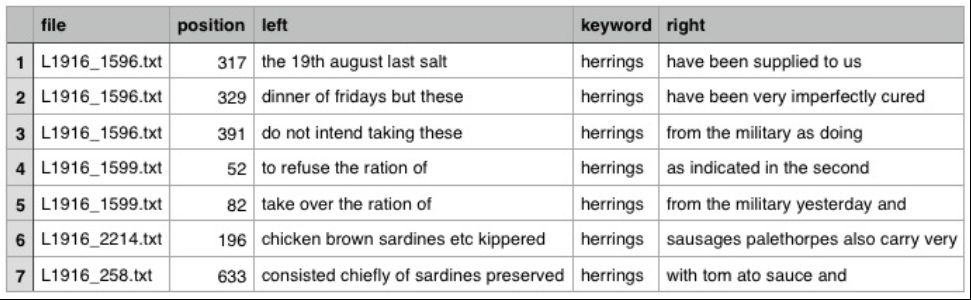 file position left keyword right
1 L1916_1596.txt 317 the 19th august last salt herrings have been supplied to us
2 L1916_1596.txt 329 dinner of fridays but these herrings have been very imperfectly cured
3 L1916_1596.txt 391 do not intend taking these herrings from the military as doing
4 L1916_1599.txt 52 to refuse the ration of herrings as indicated in the second
5 L1916_1599.txt 82 take over the ration of herrings from the military yesterday and
6 L1916_2214.txt 196 chicken brown sardines etc kippered herrings sausages palethorpes also carry very
7 L1916_258.txt 633 consisted chiefly of sardines preserved herrings with tom ato sauce and